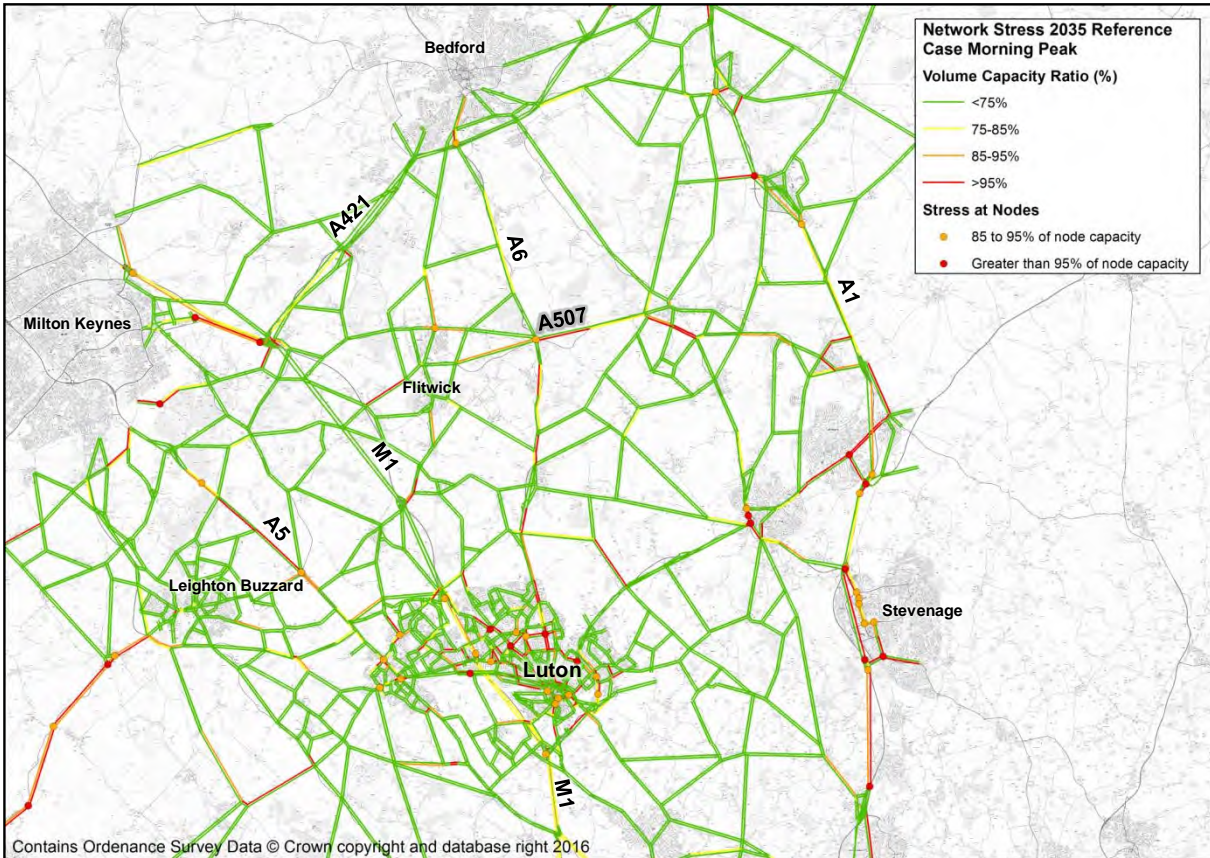 Network Stress 2035 Reference
Case Morning Peak
Volume Capacity Ratio (%)
<75%
75-85%
85-95%
>95%
Stress at Nodes
85 to 95% of node capacity
Greater than 95% of node capacity
Bedford
A421
A6
A1
Milton Keynes
A507
Flitwick
M1
A5
Leighton Buzzard
Stevenage
Luton
M1
Contains Ordenance Survey Data © Crown copyright and database right 2016